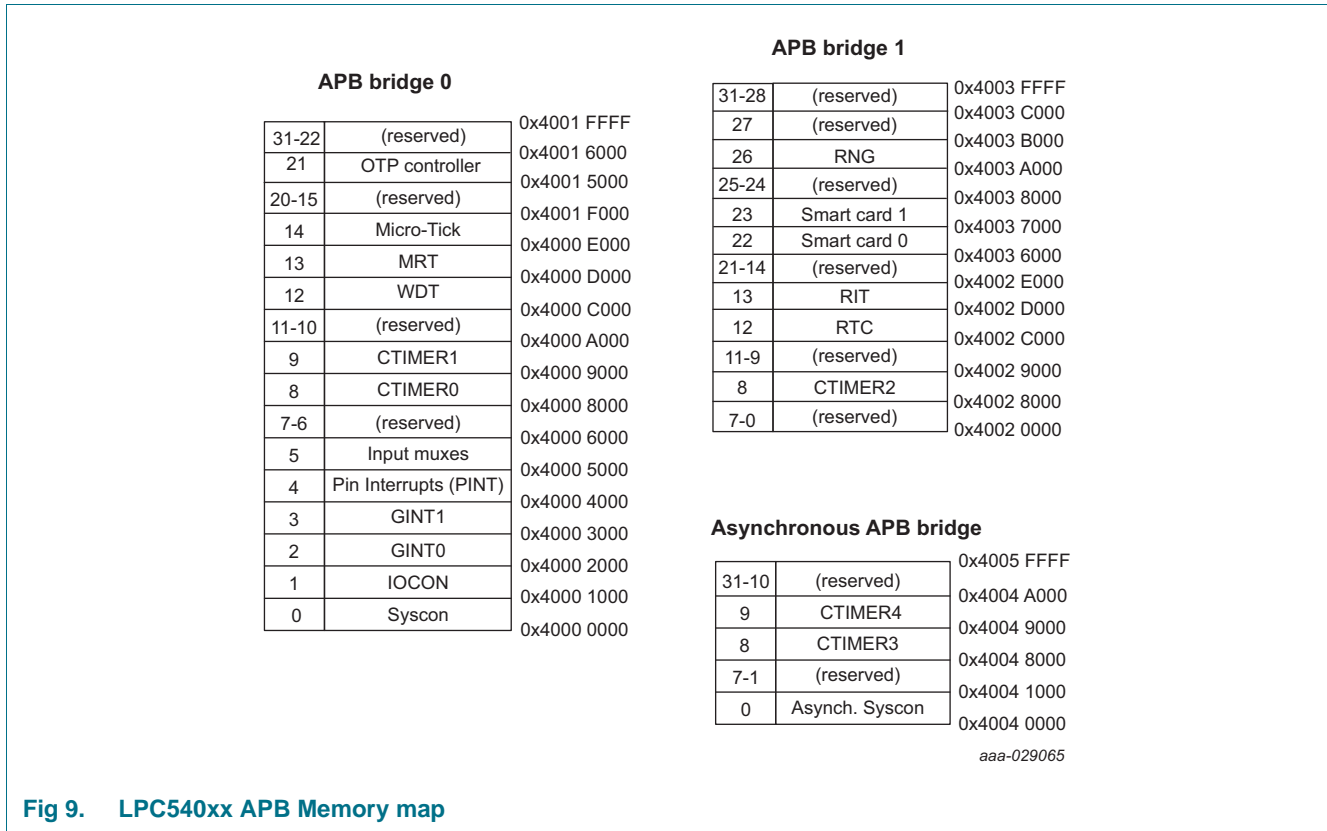 APB bridge 0
0x4001 FFFF
31-22 (reserved)
0x4001 6000
21 OTP controller
0x4001 5000
20-15 (reserved)
0x4001 F000
14 Micro-Tick
0x4000 E000
13 MRT
0x4000 D000
12 WDT
0x4000 C000
11-10 (reserved)
0x4000 A000
9 CTIMER1
0x4000 9000
8 CTIMER0
0x4000 8000
7-6 (reserved)
0x4000 6000
5 Input muxes
0x4000 5000
4 Pin Interrupts (PINT)
0x4000 4000
3 GINT1
0x4000 3000
2 GINT0
0x4000 2000
1 IOCON
0x4000 1000
0 Syscon
0x4000 0000
APB bridge 1
0x4003 FFFF
31-28 (reserved)
0x4003 C000
27 (reserved)
0x4003 B000
26 RNG
0x4003 A000
25-24 (reserved)
0x4003 8000
23 Smart card 1
0x4003 7000
22 Smart card 0
0x4003 6000
21-14 (reserved)
0x4002 E000
13 RIT
0x4002 D000
12 RTC
0x4002 C000
11-9 (reserved)
0x4002 9000
8 CTIMER2
0x4002 8000
7-0 (reserved)
0x4002 0000
Asynchronous APB bridge
0x4005 FFFF
31-10 (reserved)
0x4004 A000
9 CTIMER4
0x4004 9000
8 CTIMER3
0x4004 8000
7-1 (reserved)
0x4004 1000
0 Asynch. Syscon
0x4004 0000
aaa-029065
Fig 9. LPC540xx APB Memory map